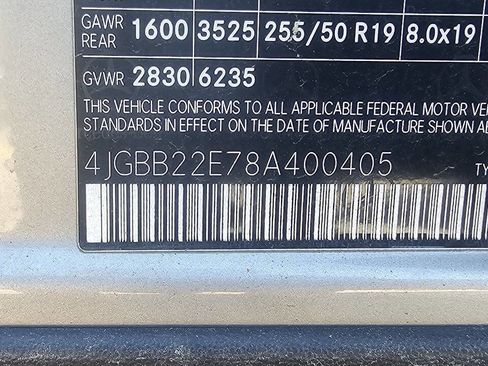 GAWR
REAR 1600 3525 255/50 R19 8.0x19
GVWR 2830 6235
THIS VEHICLE CONFORMS TO ALL APPLICABLE FEDERAL MOTOR VE
STANDARDS IN EFFECT ON THE DATE OF MANUFACTURE SHOWN AB
4JGBB22E78A400405 TY